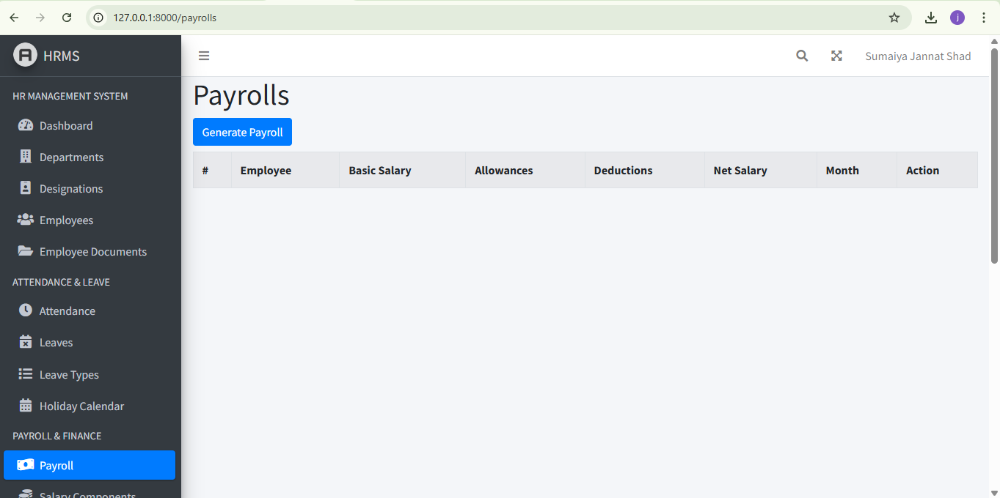 127.0.0.1:8000/payrolls
j
HRMS
Sumaiya Jannat Shad
HR MANAGEMENT SYSTEM
Dashboard
Departments
Designations
Employees
Employee Documents
ATTENDANCE & LEAVE
Attendance
Leaves
Leave Types
Holiday Calendar
PAYROLL & FINANCE
Payroll
Salary Components
Payrolls
Generate Payroll
# Employee Basic Salary Allowances Deductions Net Salary Month Action